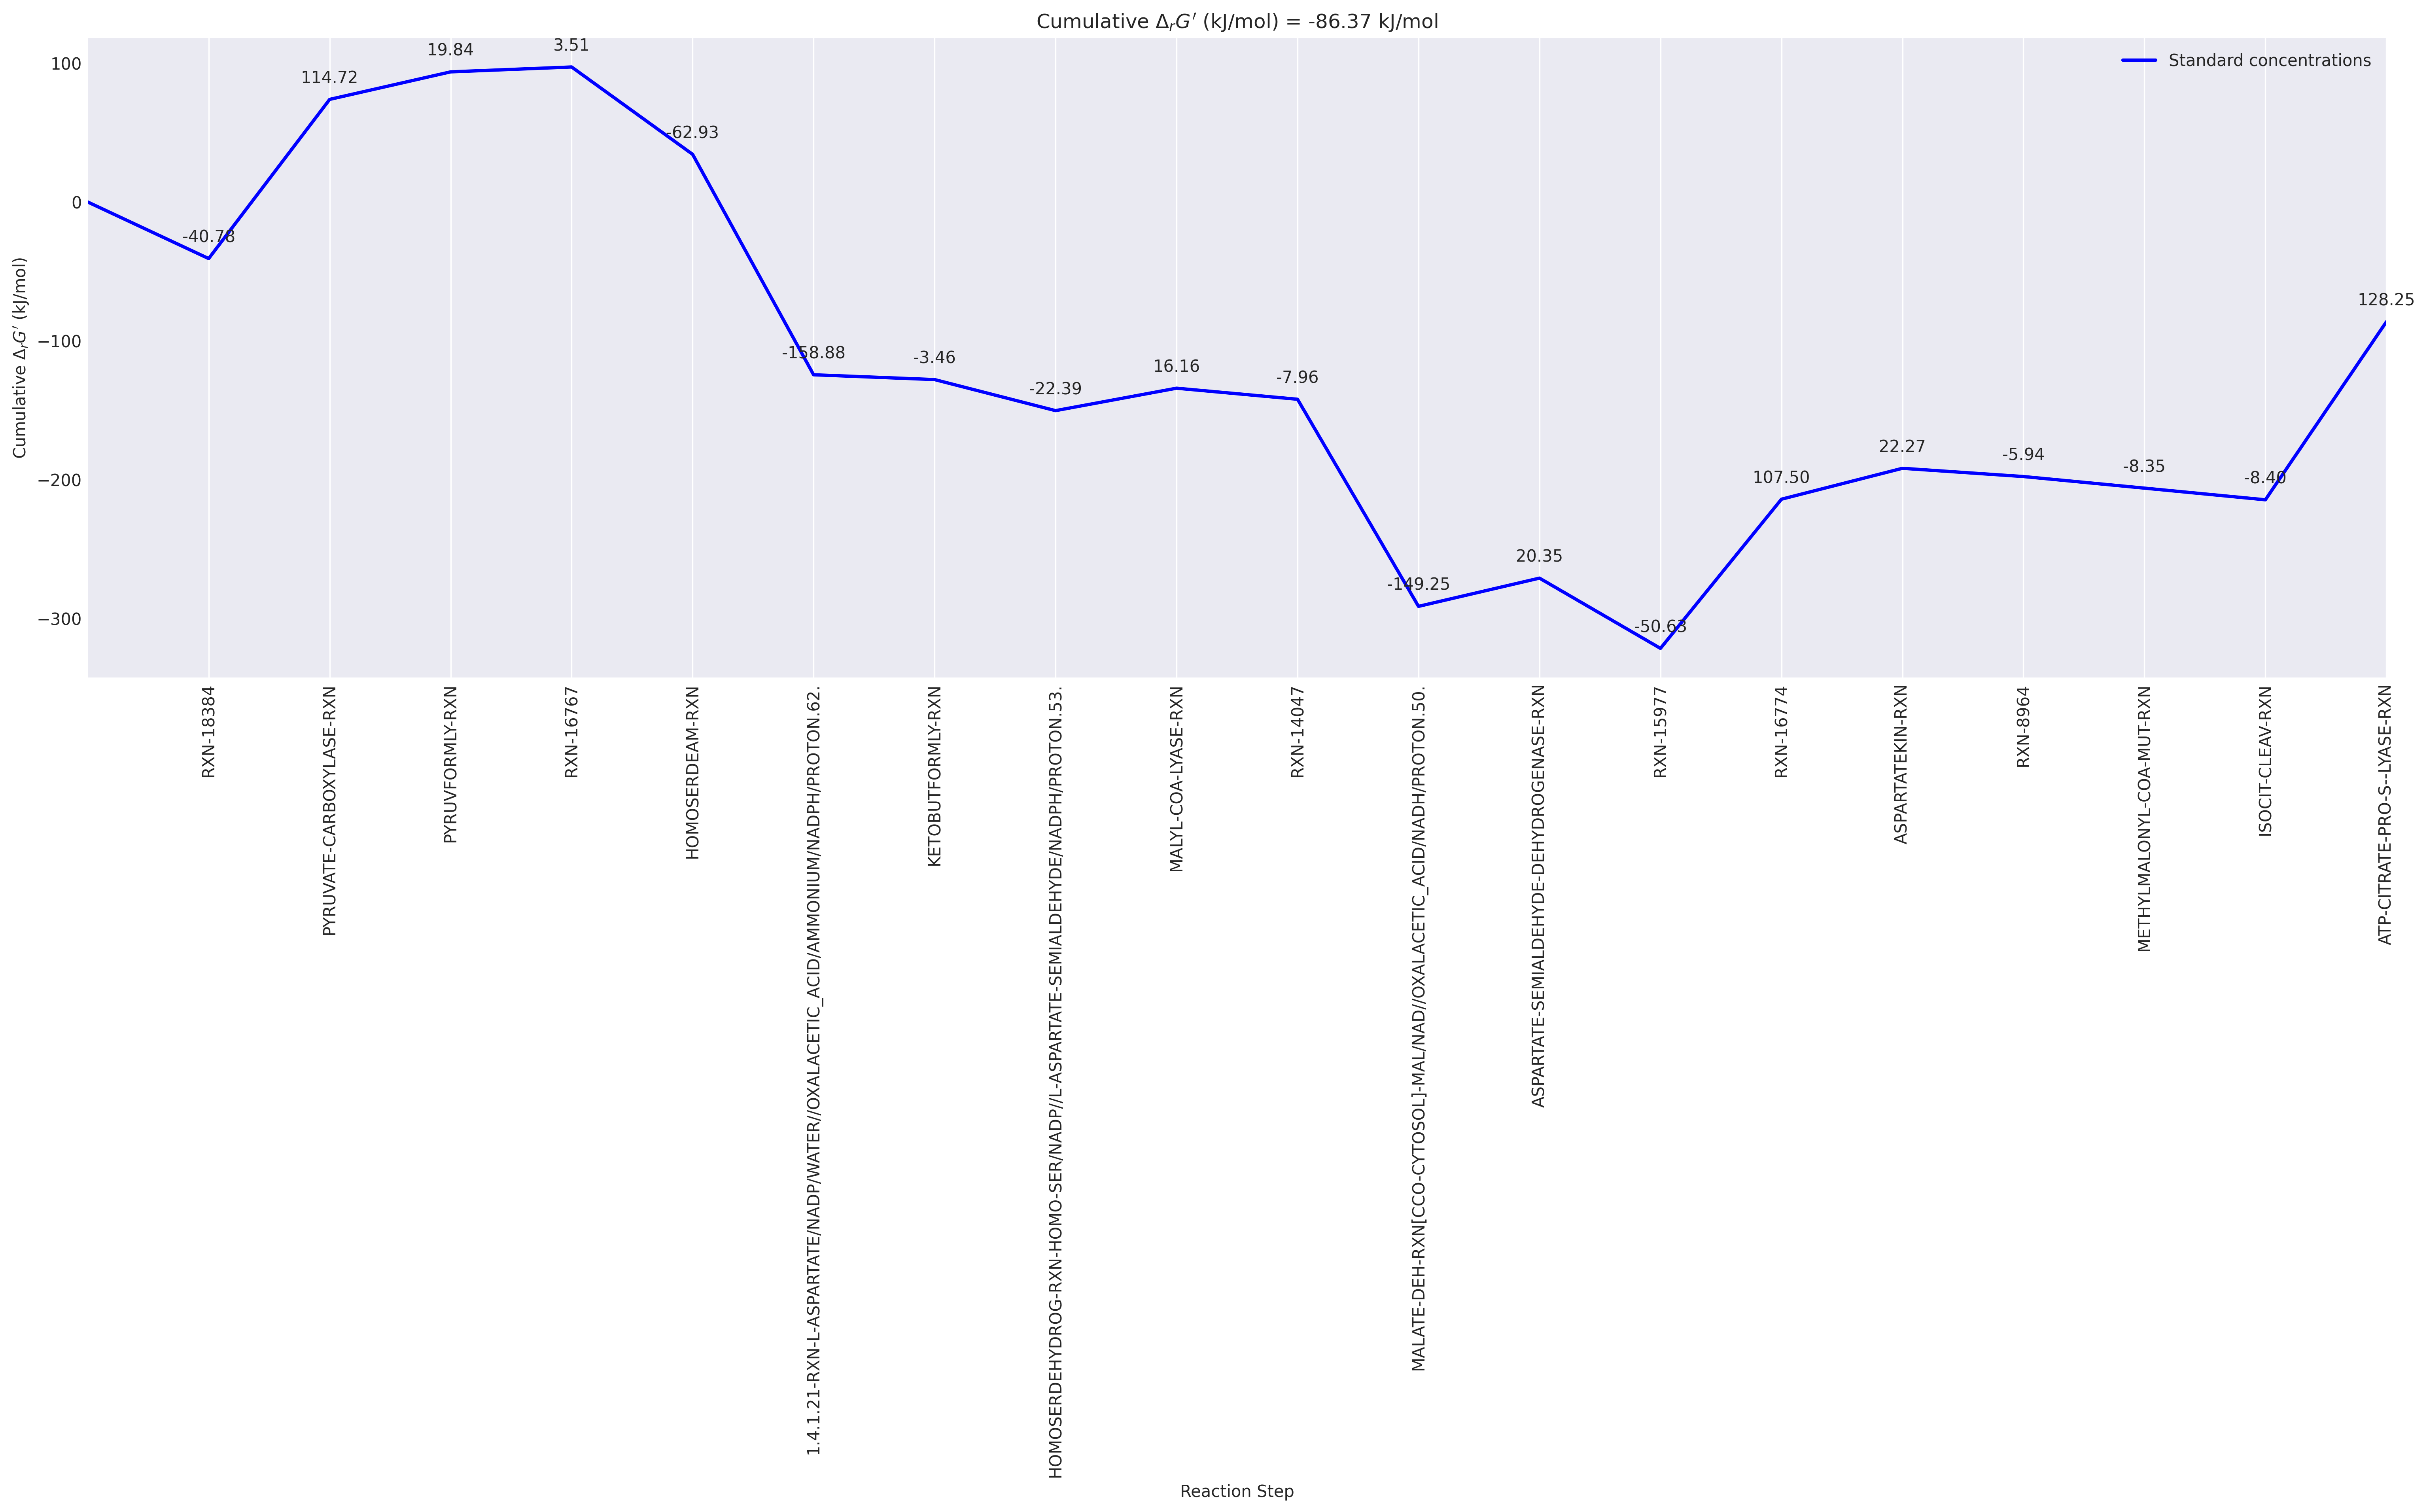 Cumulative ΔrG′ (kJ/mol) = -86.37 kJ/mol
Standard concentrations
Cumulative ΔrG′ (kJ/mol)
100
0
−100
−200
−300
-40.78
114.72
19.84
3.51
-62.93
-158.88
-3.46
-22.39
16.16
-7.96
-149.25
20.35
-50.63
107.50
22.27
-5.94
-8.35
-8.40
128.25
RXN-18384
PYRUVATE-CARBOXYLASE-RXN
PYRUVFORMLY-RXN
RXN-16767
HOMOSERDEAM-RXN
1.4.1.21-RXN-L-ASPARTATE/NADP/WATER//OXALACETIC_ACID/AMMONIUM/NADPH/PROTON.62.
KETOBUTFORMLY-RXN
HOMOSERDEHYDROG-RXN-HOMO-SER/NADP//L-ASPARTATE-SEMIALDEHYDE/NADPH/PROTON.53.
MALYL-COA-LYASE-RXN
RXN-14047
MALATE-DEH-RXN[CCO-CYTOSOL]-MAL/NAD//OXALACETIC_ACID/NADH/PROTON.50.
ASPARTATE-SEMIALDEHYDE-DEHYDROGENASE-RXN
RXN-15977
RXN-16774
ASPARTATEKIN-RXN
RXN-8964
METHYLMALONYL-COA-MUT-RXN
ISOCIT-CLEAV-RXN
ATP-CITRATE-PRO-S--LYASE-RXN
Reaction Step